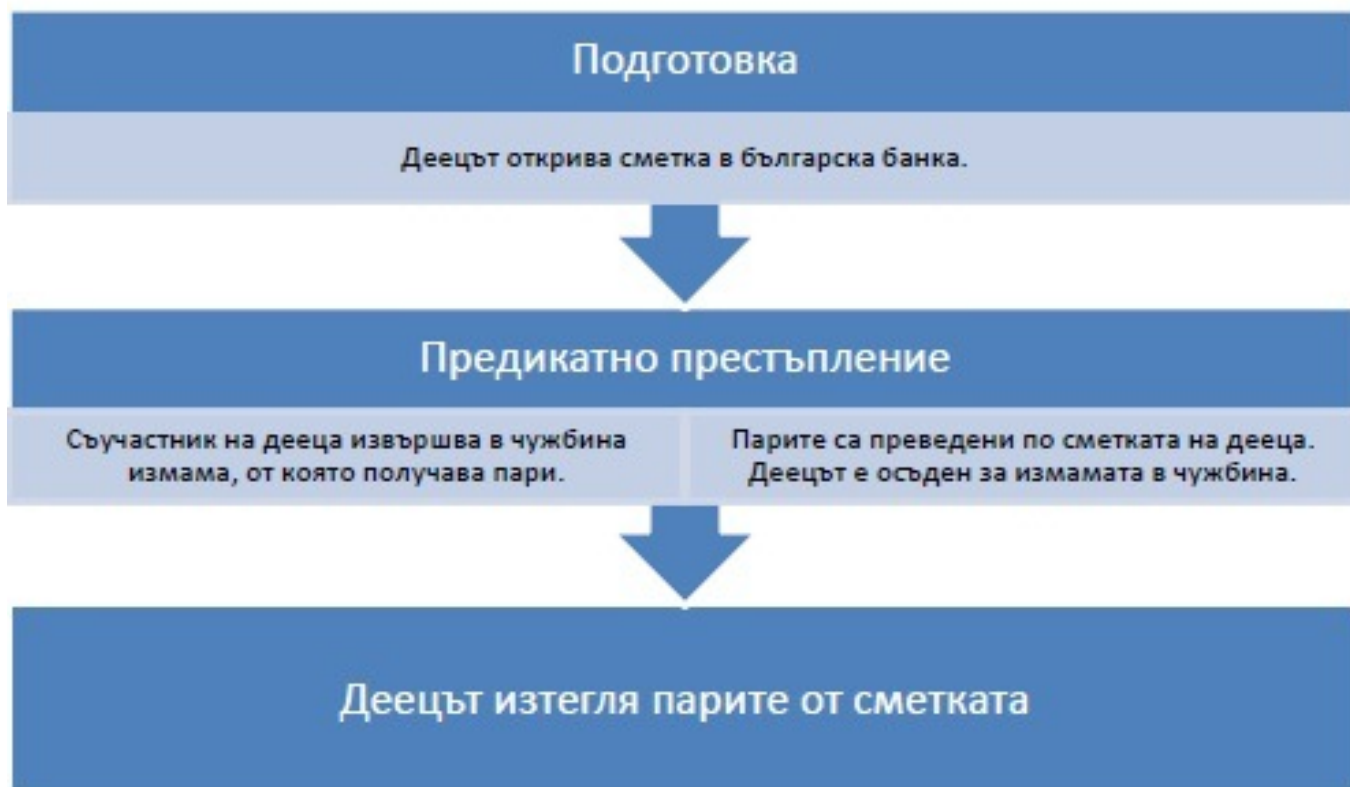 Подготовка
Деецът открива сметка в българска банка.
Предикатно престъпление
Съучастник на дееца извършва в чужбина
измама, от която получава пари.
Парите са преведени по сметката на дееца.
Деецът е осъден за измамата в чужбина.
Деецът изтегля парите от сметката